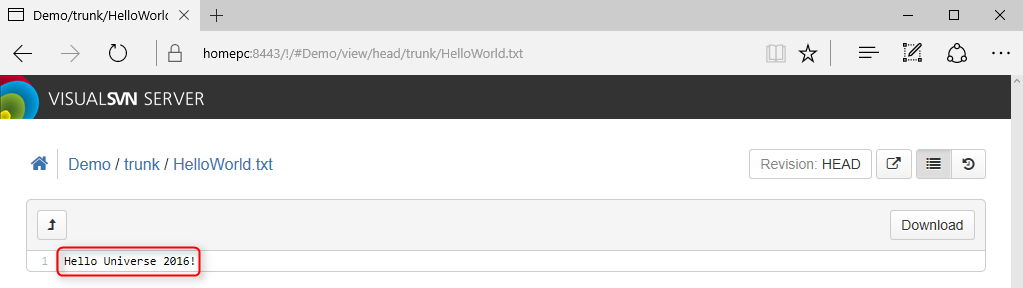 Demo/trunk/HelloWorld
homepc:8443/!/#Demo/view/head/trunk/HelloWorld.txt
VISUALSVN SERVER
Demo / trunk / HelloWorld.txt
Revision: HEAD
Download
1 Hello Universe 2016!